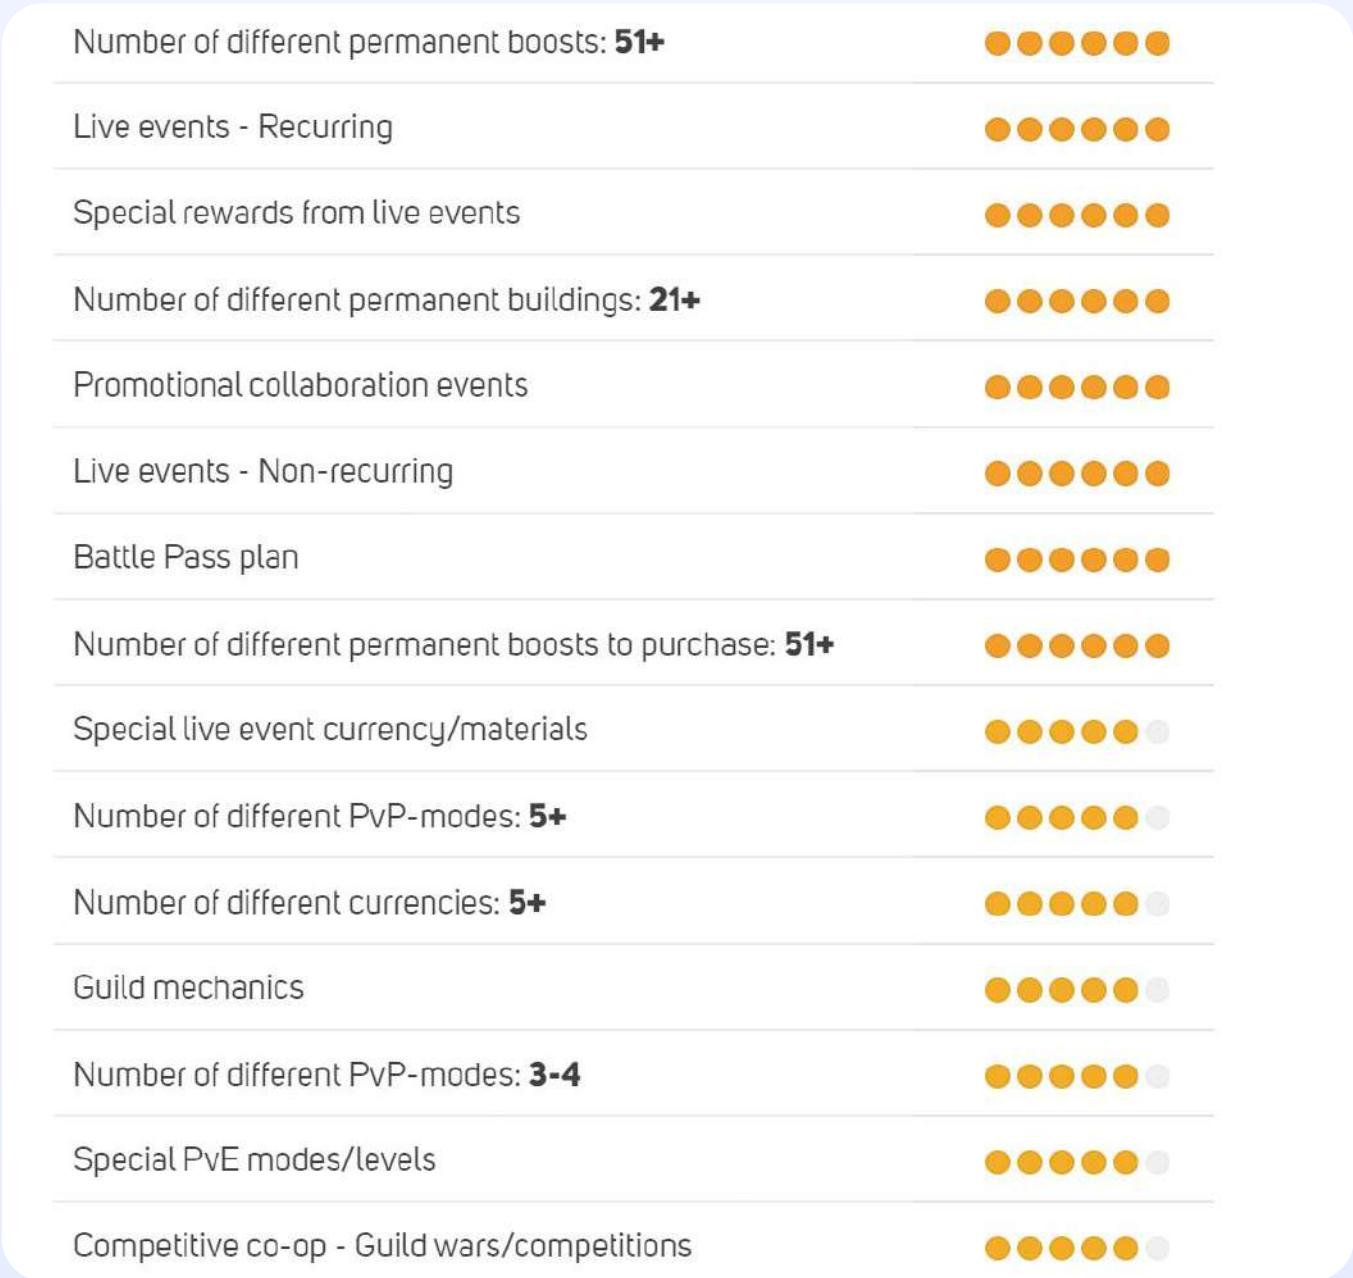 Number of different permanent boosts: 51+
Live events - Recurring
Special rewards from live events
Number of different permanent buildings: 21+
Promotional collaboration events
Live events - Non-recurring
Battle Pass plan
Number of different permanent boosts to purchase: 51+
Special live event currency/materials
Number of different PvP-modes: 5+
Number of different currencies: 5+
Guild mechanics
Number of different PvP-modes: 3-4
Special PvE modes/levels
Competitive co-op - Guild wars/competitions